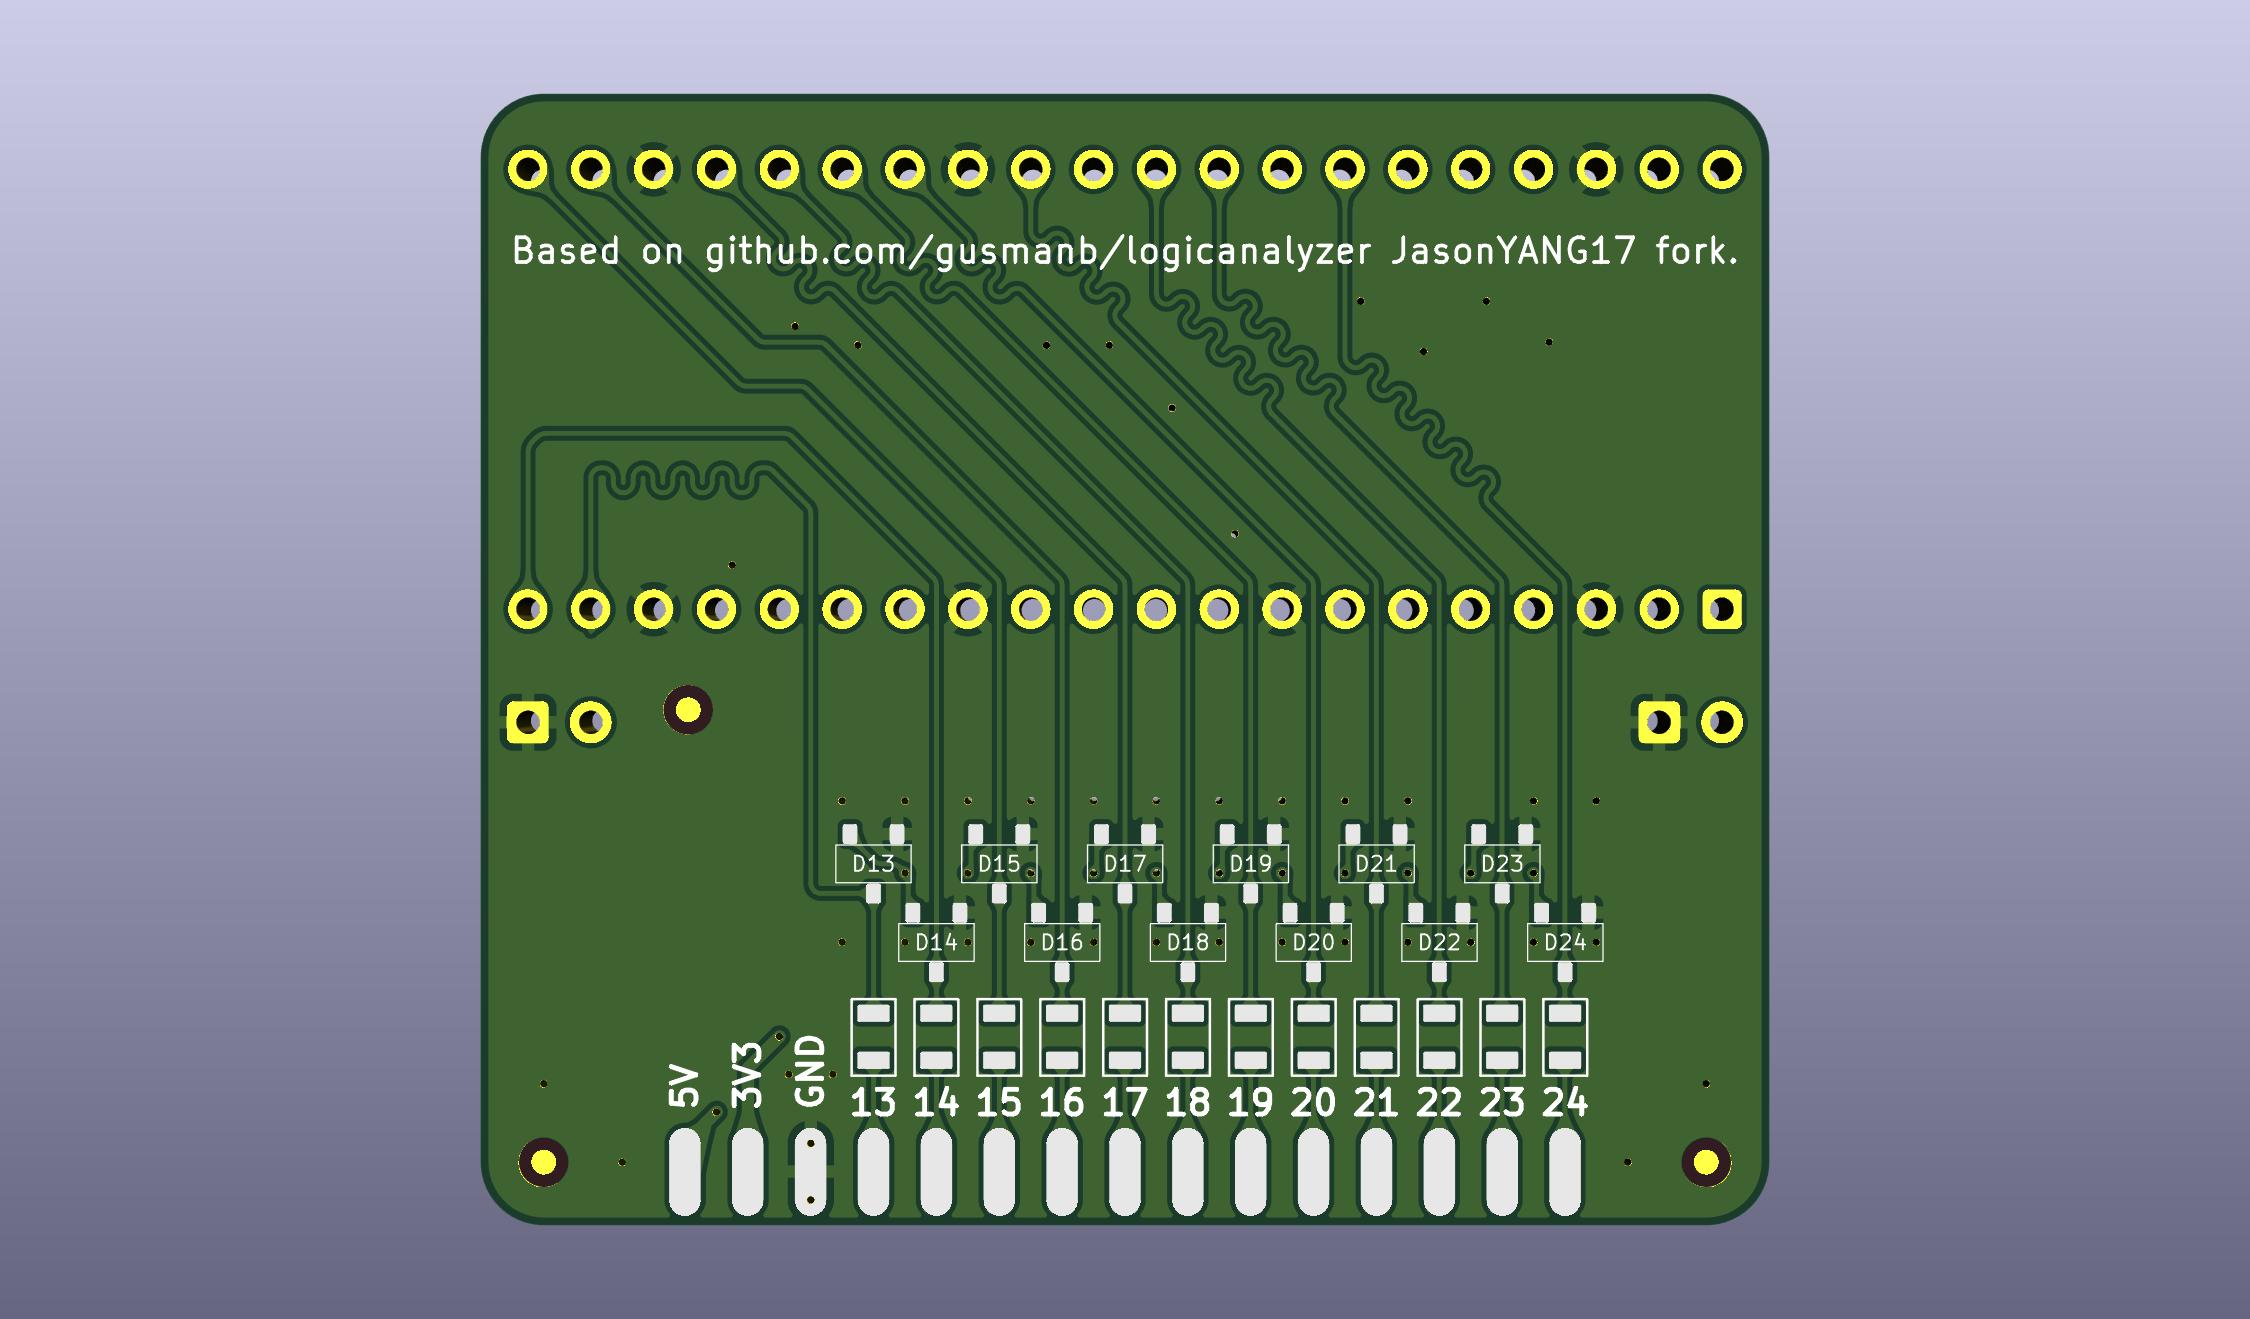 Based on github.com/gusmanb/logicanalyzer JasonYANG17 fork.
D13 D15 D17 D19 D21 D23
D14 D16 D18 D20 D22 D24
5V 3V3 GND 13 14 15 16 17 18 19 20 21 22 23 24